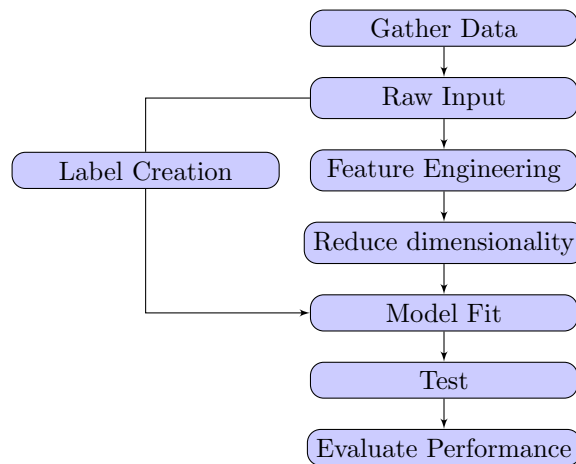 Gather Data
Raw Input
Label Creation
Feature Engineering
Reduce dimensionality
Model Fit
Test
Evaluate Performance